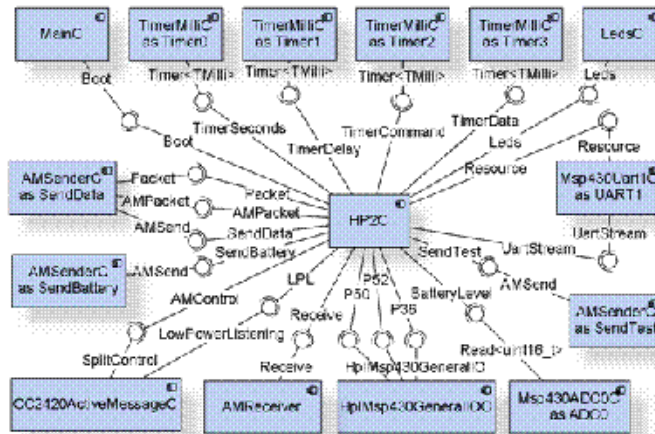 MainC
TimerMilliC
as Timer0
TimerMilliC
as Timer1
TimerMilliC
as Timer2
TimerMilliC
as Timer3
LedsC
Boot
Timer<TMilli>
Timer<TMilli>
Timer<TMilli>
Timer<TMilli>
Leds
Boot
TimerSeconds
TimerDelay
TimerCommand
TimerData
Leds
Resource
Resource
AMSenderC
as SendData
Packet
AMPacket
AMSend
Packet
AMPacket
SendData
SendBattery
HP2C
Msp430Uart1C
as UART1
UartStream
UartStream
AMSenderC
as SendBattery
AMSend
AMControl
LPL
Receive
P50
P52
P36
BatteryLevel
SendTest
AMSend
AMSenderC
as SendTest
SplitControl
LowPowerListening
Receive
HplMsp430GeneralIO
Read<uint16_t>
CC2420ActiveMessageC
AMReceiver
HplMsp430GeneralIOC
Msp430ADC0C
as ADC0